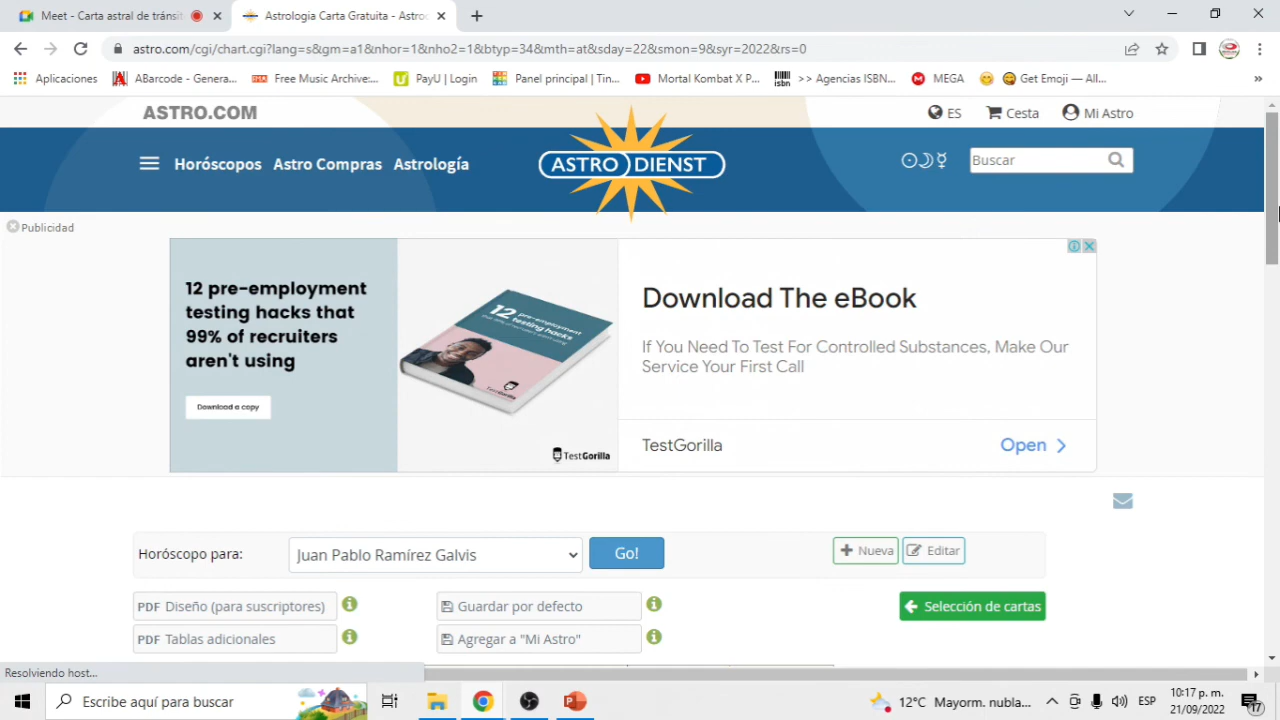 Meet - Carta astral de tránsit
Astrologia Carta Gratuita - Astro
astro.com/cgi/chart.cgi?lang=s&gm=a1&nhor=1&nho2=1&btyp=34&mth=at&sday=22&smon=9&syr=2022&rs=0
Aplicaciones
ABarcode - Genera...
Free Music Archive:...
PayU | Login
Panel principal | Tin...
Mortal Kombat X P...
isbn
>> Agencias ISBN...
MEGA
Get Emoji — All...
»
ASTRO.COM
ES
Cesta
Mi Astro
Horóscopos
Astro Compras
Astrología
ASTRO DIENST
Buscar
Publicidad
12 pre-employment
testing hacks that
99% of recruiters
aren't using
Download a copy
TestGorilla
Download The eBook
If You Need To Test For Controlled Substances, Make Our
Service Your First Call
TestGorilla
Open
Horóscopo para:
Juan Pablo Ramírez Galvis
Go!
Nueva
Editar
PDF Diseño (para suscriptores)
Guardar por defecto
Selección de cartas
PDF Tablas adicionales
Agregar a "Mi Astro"
Resolviendo host...
Escribe aquí para buscar
12°C Mayorm. nubla...
ESP
10:17 p. m.
21/09/2022
17